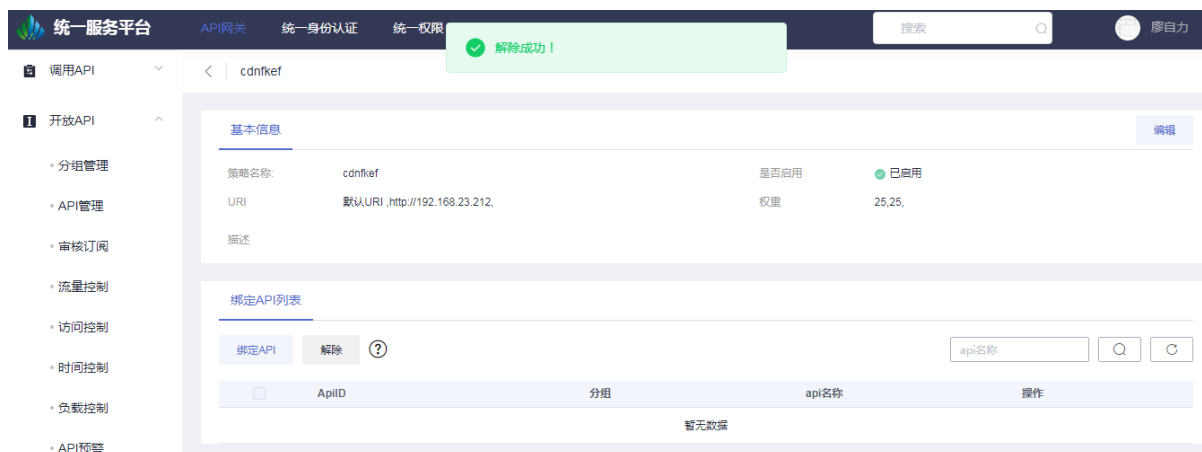 统一服务平台 API网关 统一身份认证 统一权限 解除成功！ 搜索 廖自力
调用API
cdnfkef
开放API
基本信息 编辑
分组管理
策略名称: cdnfkef 是否启用 已启用
API管理
URI 默认URI ,http://192.168.23.212, 权重 25,25,
审核订阅
描述
流量控制
绑定API列表
访问控制
绑定API 解除 ? api名称
时间控制
ApiID 分组 api名称 操作
负载控制
暂无数据
API预警